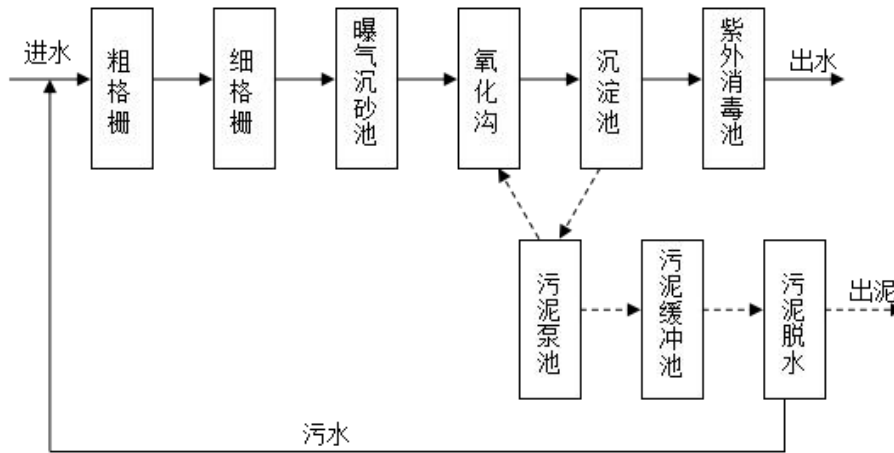 进水
粗格栅
细格栅
曝气沉砂池
氧化沟
沉淀池
紫外消毒池
出水
污泥泵池
污泥缓冲池
污泥脱水
出泥
污水